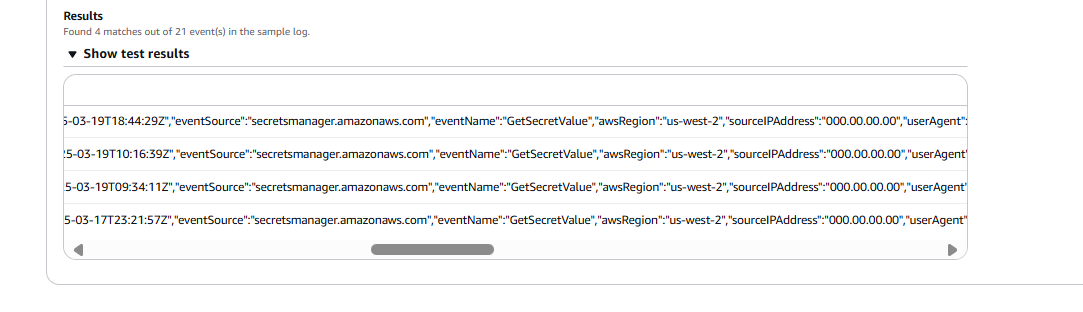 Results
Found 4 matches out of 21 event(s) in the sample log.
Show test results
5-03-19T18:44:29Z","eventSource":"secretsmanager.amazonaws.com","eventName":"GetSecretValue","awsRegion":"us-west-2","sourceIPAddress":"000.00.00.00","userAgent":
25-03-19T10:16:39Z","eventSource":"secretsmanager.amazonaws.com","eventName":"GetSecretValue","awsRegion":"us-west-2","sourceIPAddress":"000.00.00.00","userAgent"
5-03-19T09:34:11Z","eventSource":"secretsmanager.amazonaws.com","eventName":"GetSecretValue","awsRegion":"us-west-2","sourceIPAddress":"000.00.00.00","userAgent"
5-03-17T23:21:57Z","eventSource":"secretsmanager.amazonaws.com","eventName":"GetSecretValue","awsRegion":"us-west-2","sourceIPAddress":"000.00.00.00","userAgent"